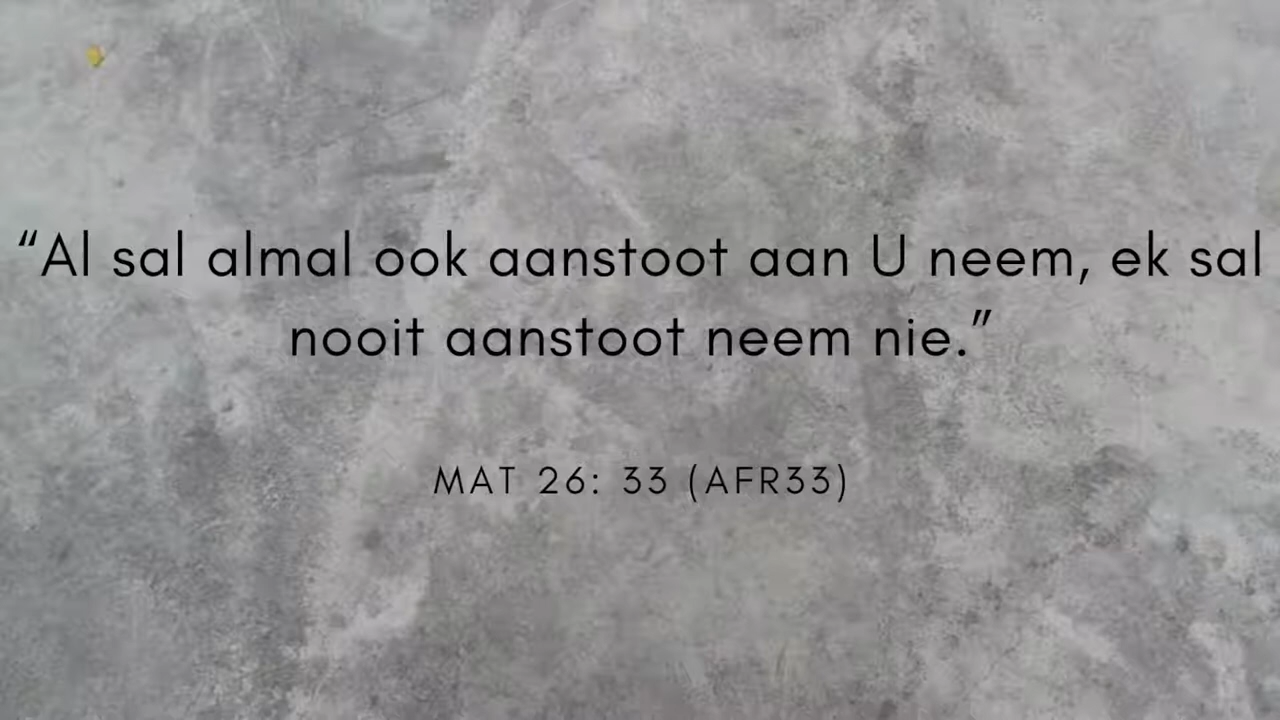 “Al sal almal ook aanstoot aan U neem, ek sal
nooit aanstoot neem nie.”
MAT 26: 33 (AFR33)